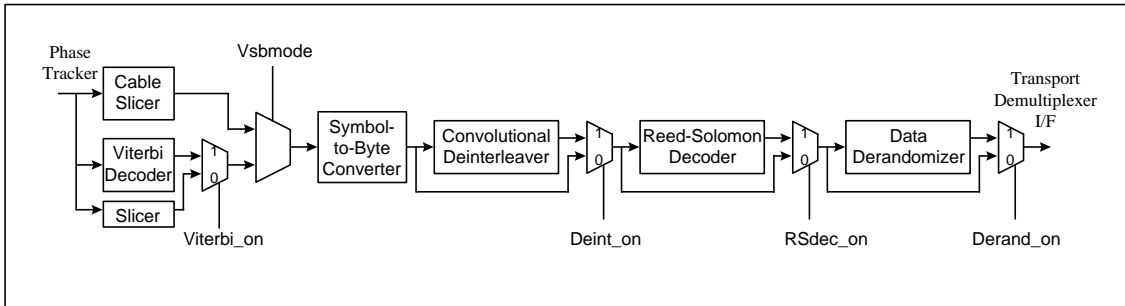 Phase
Tracker
Vsbmode
Cable
Slicer
Viterbi
Decoder
Slicer
1
0
Viterbi_on
Symbol-
to-Byte
Converter
Convolutional
Deinterleaver
1
0
Deint_on
Reed-Solomon
Decoder
1
0
RSdec_on
Data
Derandomizer
1
0
Derand_on
Transport
Demultiplexer
I/F